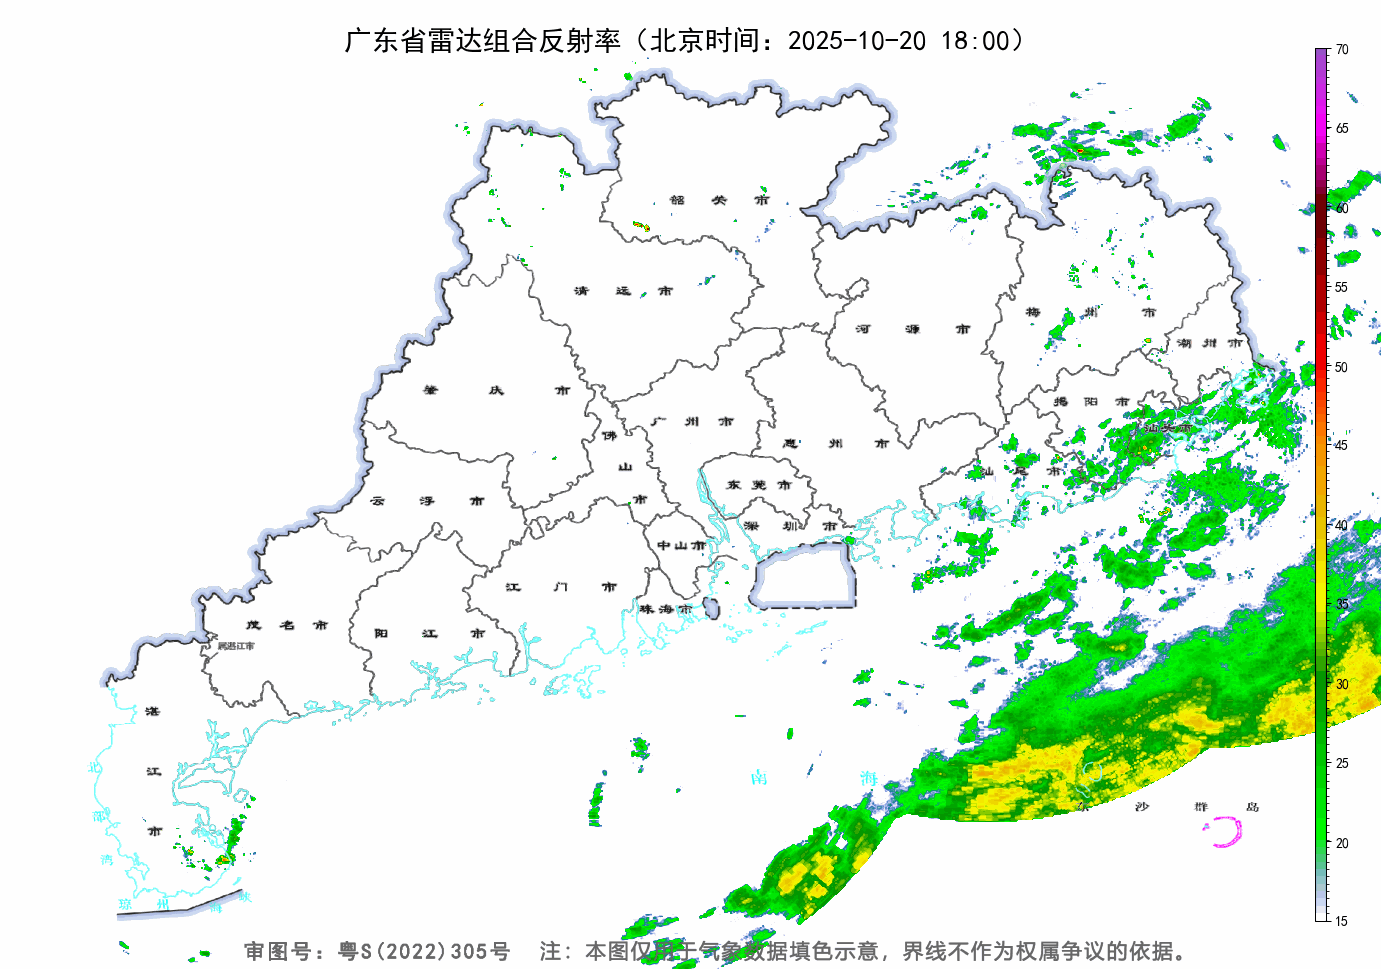 广东省雷达组合反射率（北京时间：2025-10-20 18:00）
70
65
60
55
50
45
40
35
30
25
20
15
韶关市
清远市
河源市
梅州市
潮州市
肇庆市
广州市
揭阳市
佛山市
惠州市
汕头市
汕尾市
云浮市
东莞市
深圳市
中山市
江门市
珠海市
茂名市
阳江市
属湛江市
湛江市
南海
北部湾
东沙群岛
琼州海峡
审图号：粤S(2022)305号 注：本图仅用于气象数据填色示意，界线不作为权属争议的依据。